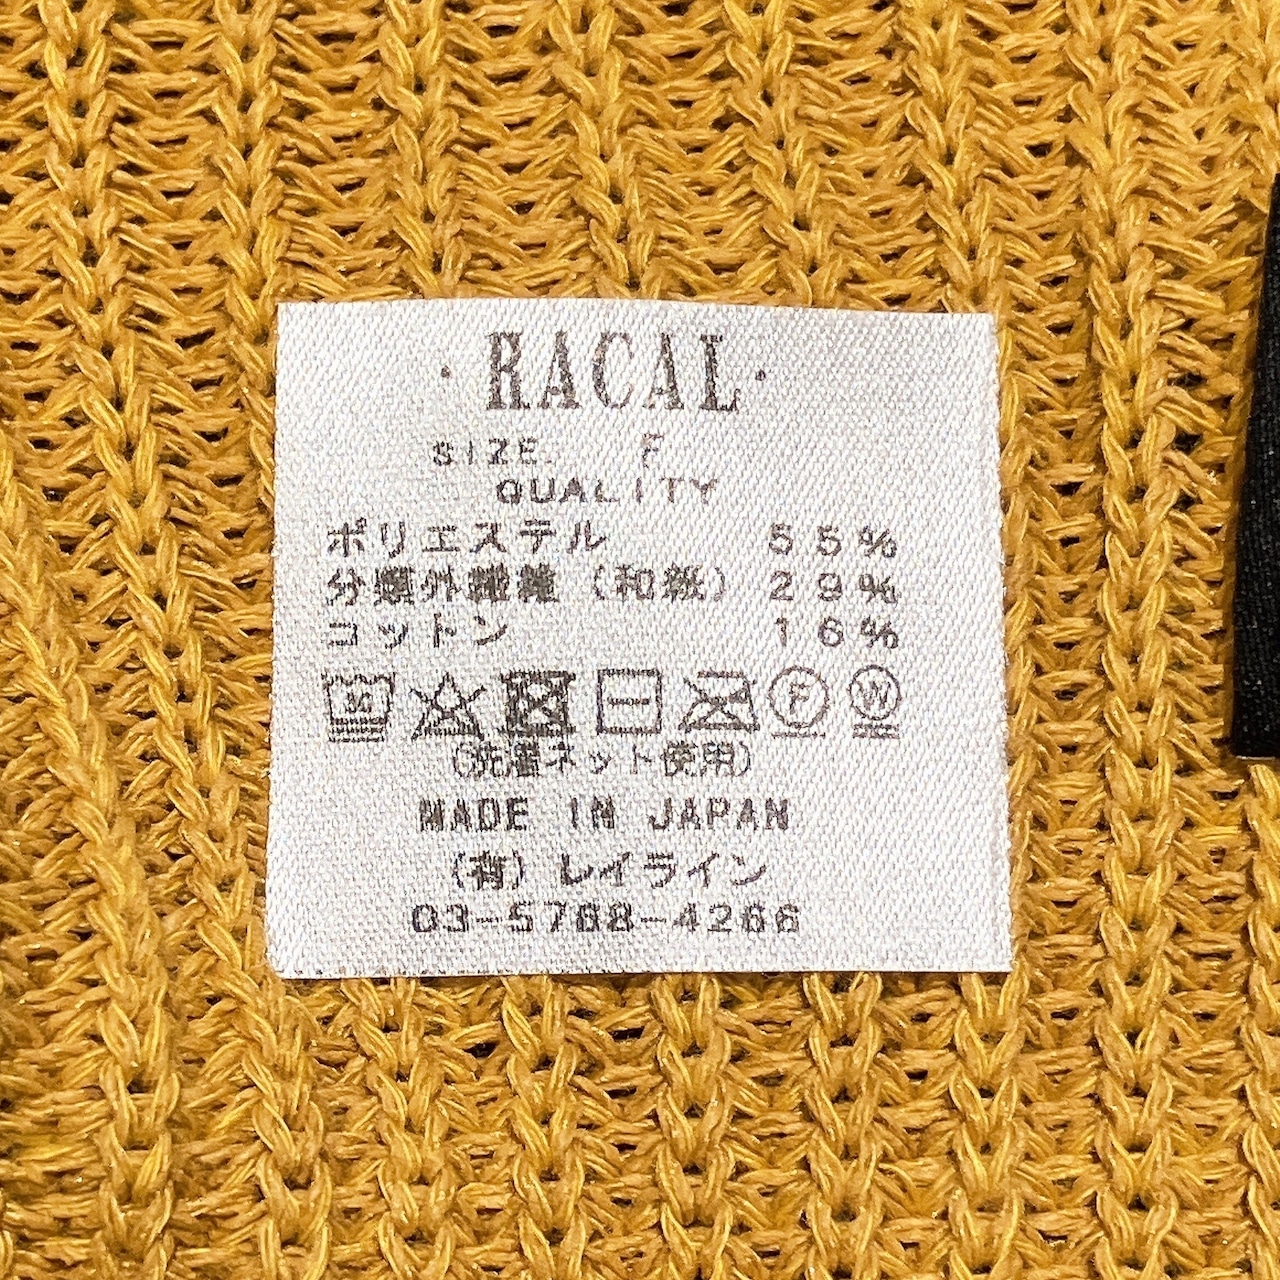 ・RACAL・
SIZE. F
QUALITY
ポリエステル 55%
分類外繊維（和紙） 29%
コットン 16%
F W
（洗濯ネット使用）
MADE IN JAPAN
（有）レイライン
03-5768-4266